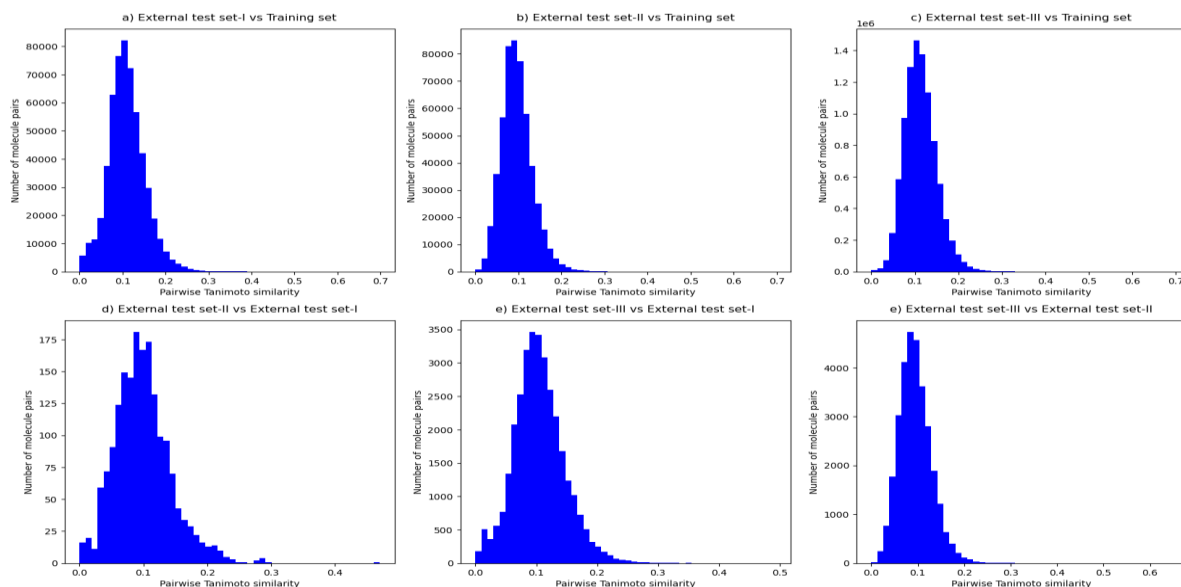 a) External test set-I vs Training set
Number of molecule pairs
80000
70000
60000
50000
40000
30000
20000
10000
0
0.0 0.1 0.2 0.3 0.4 0.5 0.6 0.7
Pairwise Tanimoto similarity
b) External test set-II vs Training set
Number of molecule pairs
80000
70000
60000
50000
40000
30000
20000
10000
0
0.0 0.1 0.2 0.3 0.4 0.5 0.6 0.7
Pairwise Tanimoto similarity
c) External test set-III vs Training set
1e6
Number of molecule pairs
1.4
1.2
1.0
0.8
0.6
0.4
0.2
0.0
0.0 0.1 0.2 0.3 0.4 0.5 0.6 0.7
Pairwise Tanimoto similarity
d) External test set-II vs External test set-I
Number of molecule pairs
175
150
125
100
75
50
25
0
0.0 0.1 0.2 0.3 0.4
Pairwise Tanimoto similarity
e) External test set-III vs External test set-I
Number of molecule pairs
3500
3000
2500
2000
1500
1000
500
0
0.0 0.1 0.2 0.3 0.4 0.5
Pairwise Tanimoto similarity
e) External test set-III vs External test set-II
Number of molecule pairs
4000
3000
2000
1000
0
0.0 0.1 0.2 0.3 0.4 0.5 0.6
Pairwise Tanimoto similarity